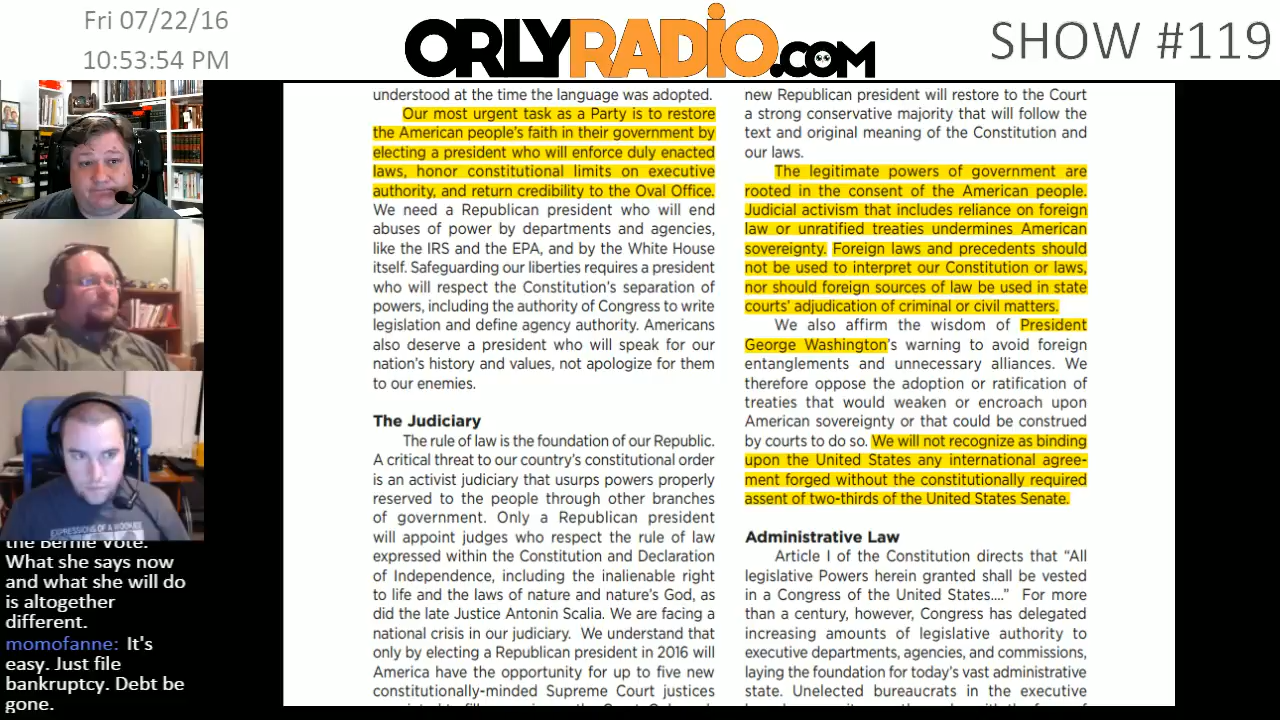 Fri 07/22/16
10:53:54 PM
ORLYRADiO.COM
SHOW #119
understood at the time the language was adopted.
Our most urgent task as a Party is to restore
the American people's faith in their government by
electing a president who will enforce duly enacted
laws, honor constitutional limits on executive
authority, and return credibility to the Oval Office.
We need a Republican president who will end
abuses of power by departments and agencies,
like the IRS and the EPA, and by the White House
itself. Safeguarding our liberties requires a president
who will respect the Constitution's separation of
powers, including the authority of Congress to write
legislation and define agency authority. Americans
also deserve a president who will speak for our
nation's history and values, not apologize for them
to our enemies.
The Judiciary
The rule of law is the foundation of our Republic.
A critical threat to our country's constitutional order
is an activist judiciary that usurps powers properly
reserved to the people through other branches
of government. Only a Republican president
will appoint judges who respect the rule of law
expressed within the Constitution and Declaration
of Independence, including the inalienable right
to life and the laws of nature and nature's God, as
did the late Justice Antonin Scalia. We are facing a
national crisis in our judiciary. We understand that
only by electing a Republican president in 2016 will
America have the opportunity for up to five new
constitutionally-minded Supreme Court justices
new Republican president will restore to the Court
a strong conservative majority that will follow the
text and original meaning of the Constitution and
our laws.
The legitimate powers of government are
rooted in the consent of the American people.
Judicial activism that includes reliance on foreign
law or unratified treaties undermines American
sovereignty. Foreign laws and precedents should
not be used to interpret our Constitution or laws,
nor should foreign sources of law be used in state
courts' adjudication of criminal or civil matters.
We also affirm the wisdom of President
George Washington's warning to avoid foreign
entanglements and unnecessary alliances. We
therefore oppose the adoption or ratification of
treaties that would weaken or encroach upon
American sovereignty or that could be construed
by courts to do so. We will not recognize as binding
upon the United States any international agree-
ment forged without the constitutionally required
assent of two-thirds of the United States Senate.
Administrative Law
Article I of the Constitution directs that “All
legislative Powers herein granted shall be vested
in a Congress of the United States....” For more
than a century, however, Congress has delegated
increasing amounts of legislative authority to
executive departments, agencies, and commissions,
laying the foundation for today's vast administrative
state. Unelected bureaucrats in the executive
the Bernie vote.
What she says now
and what she will do
is altogether
different.
momofanne: It's
easy. Just file
bankruptcy. Debt be
gone.